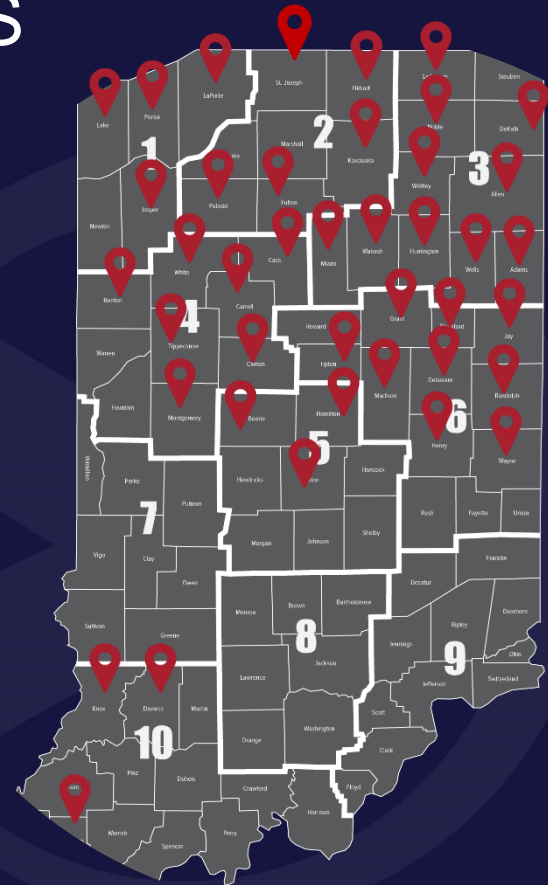 S
St. Joseph
Steuben
LaPorte
Lake
Porter
Noble
DeKalb
1
2
Marshall
Kosciusko
3
Whitley
Allen
Pulaski
Fulton
Jasper
Newton
White
Cass
Miami
Wabash
Huntington
Wells
Adams
Benton
Carroll
4
Tippecanoe
Howard
Grant
Jay
Warren
Clinton
Tipton
Delaware
Madison
Randolph
Fountain
Montgomery
Boone
Hamilton
6
Henry
Wayne
5
Vermillion
Parke
Putnam
Hendricks
Hancock
7
Rush
Fayette
Union
Vigo
Clay
Owen
Morgan
Johnson
Shelby
Franklin
Decatur
Monroe
Brown
Bartholomew
Dearborn
Sullivan
Greene
8
Jackson
Jennings
Ripley
9
Ohio
Lawrence
Jefferson
Switzerland
Knox
Daviess
Martin
Scott
10
Orange
Washington
Clark
Pike
Dubois
Crawford
Floyd
Harrison
Warrick
Spencer
Perry